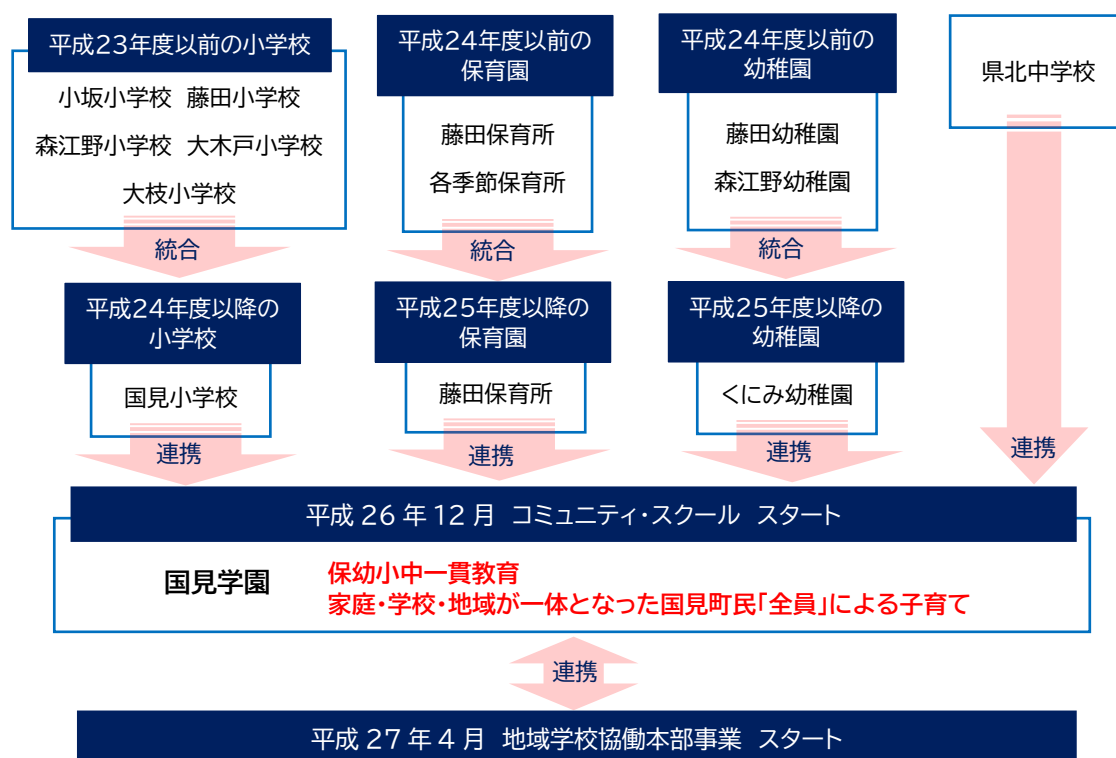 平成23年度以前の小学校
小坂小学校 藤田小学校
森江野小学校 大木戸小学校
大枝小学校
統合
平成24年度以降の
小学校
国見小学校
連携
平成24年度以前の
保育園
藤田保育所
各季節保育所
統合
平成25年度以降の
保育園
藤田保育所
連携
平成24年度以前の
幼稚園
藤田幼稚園
森江野幼稚園
統合
平成25年度以降の
幼稚園
くにみ幼稚園
連携
県北中学校
連携
平成 26 年 12 月 コミュニティ・スクール スタート
国見学園
保幼小中一貫教育
家庭・学校・地域が一体となった国見町民「全員」による子育て
連携
平成 27 年 4 月 地域学校協働本部事業 スタート